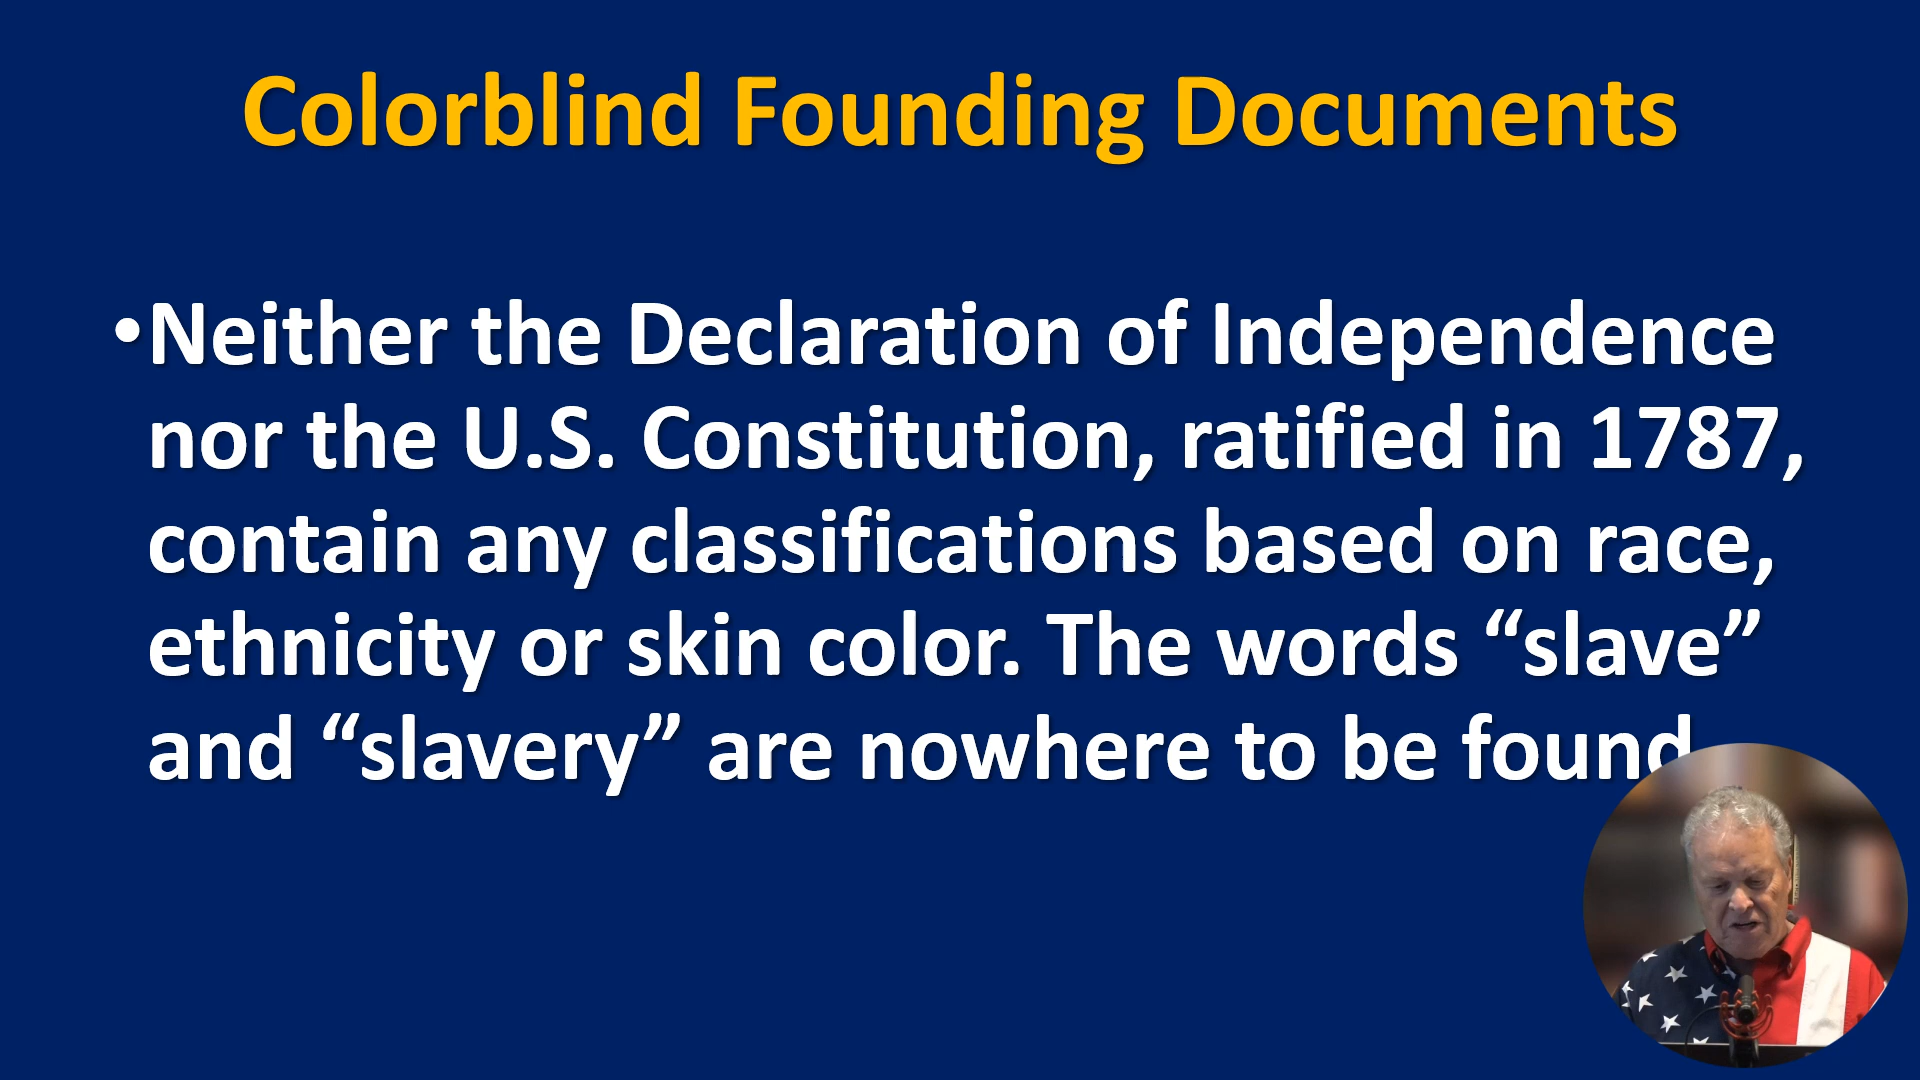 Colorblind Founding Documents
•Neither the Declaration of Independence
nor the U.S. Constitution, ratified in 1787,
contain any classifications based on race,
ethnicity or skin color. The words “slave”
and “slavery” are nowhere to be found